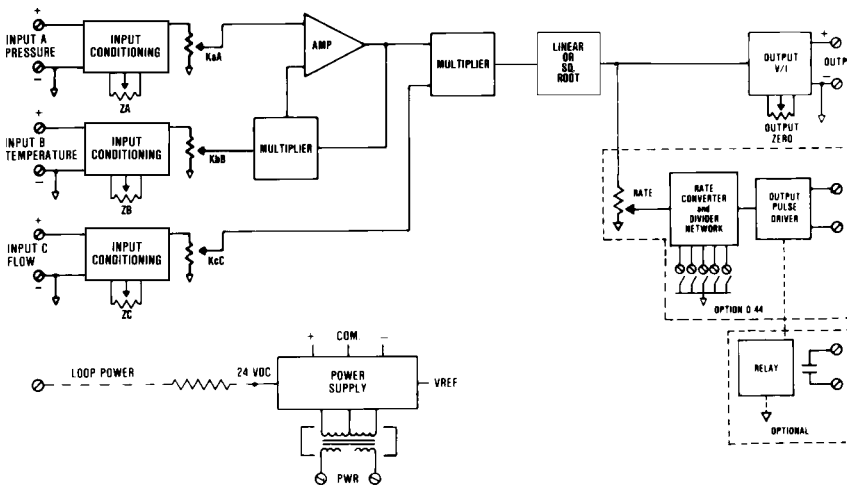 +
INPUT A
PRESSURE
−
INPUT
CONDITIONING
ZA
KaA
AMP
MULTIPLIER
LINEAR
OR
SQ.
ROOT
OUTPUT
V/I
+
OUTP
−
OUTPUT
ZERO
+
INPUT B
TEMPERATURE
−
INPUT
CONDITIONING
ZB
KbB
MULTIPLIER
+
INPUT C
FLOW
−
INPUT
CONDITIONING
ZC
KcC
RATE
RATE
CONVERTER
and
DIVIDER
NETWORK
OUTPUT
PULSE
DRIVER
OPTION 0.44
RELAY
OPTIONAL
LOOP POWER
24 VDC
+
COM.
−
POWER
SUPPLY
VREF
PWR